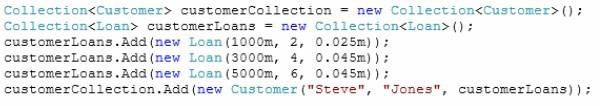 Collection<Customer> customerCollection = new Collection<Customer>();
Collection<Loan> customerLoans = new Collection<Loan>();
customerLoans.Add(new Loan(1000m, 2, 0.025m));
customerLoans.Add(new Loan(3000m, 4, 0.045m));
customerLoans.Add(new Loan(5000m, 6, 0.045m));
customerCollection.Add(new Customer("Steve", "Jones", customerLoans));